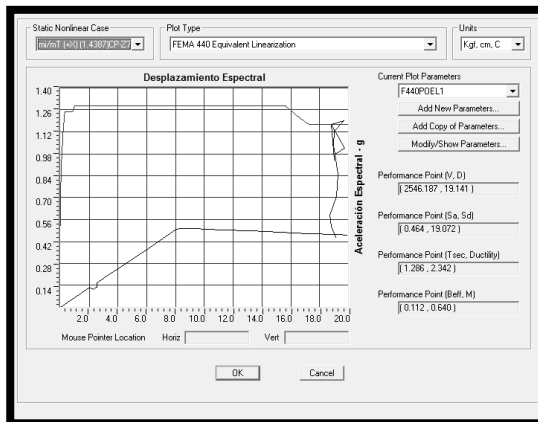 Static Nonlinear Case
mi/mT (+X) (1.4387)CP-Z7
Plot Type
FEMA 440 Equivalent Linearization
Units
Kgf, cm, C
Desplazamiento Espectral
1.40
1.26
1.12
0.98
0.84
0.70
0.56
0.42
0.28
0.14
2.0 4.0 6.0 8.0 10.0 12.0 14.0 16.0 18.0 20.0
Aceleración Espectral - g
Mouse Pointer Location Horiz Vert
Current Plot Parameters
F440POEL1
Add New Parameters...
Add Copy of Parameters...
Modify/Show Parameters...
Performance Point (V, D)
( 2546.187 , 19.141 )
Performance Point (Sa, Sd)
( 0.464 , 19.072 )
Performance Point (Tsec, Ductility)
( 1.286 , 2.342 )
Performance Point (Beff, M)
( 0.112 , 0.640 )
OK Cancel